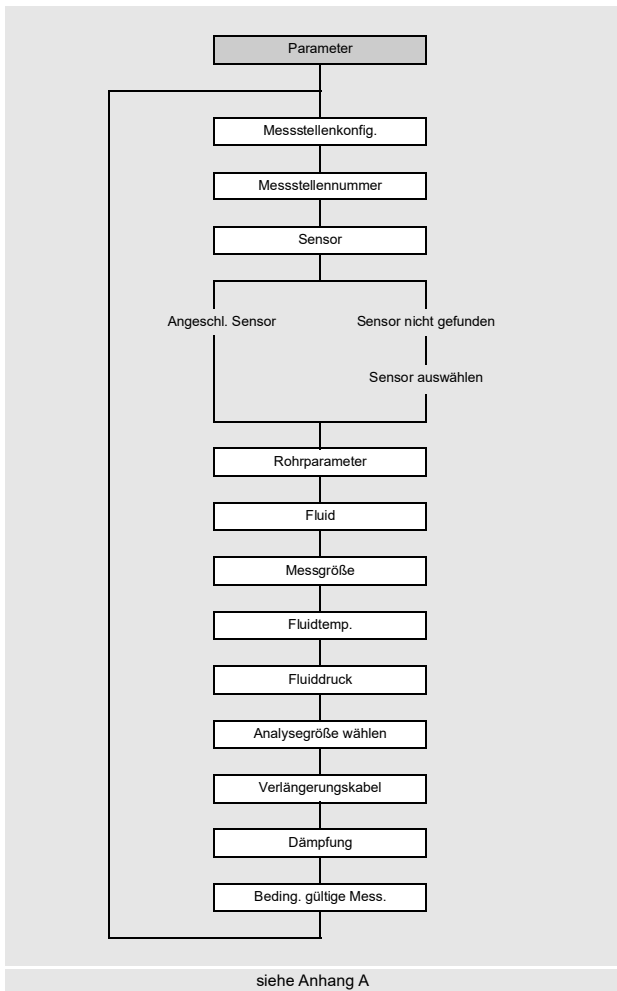 Parameter
Messstellenkonfig.
Messstellennummer
Sensor
Angeschl. Sensor
Sensor nicht gefunden
Sensor auswählen
Rohrparameter
Fluid
Messgröße
Fluidtemp.
Fluiddruck
Analysegröße wählen
Verlängerungskabel
Dämpfung
Beding. gültige Mess.
siehe Anhang A